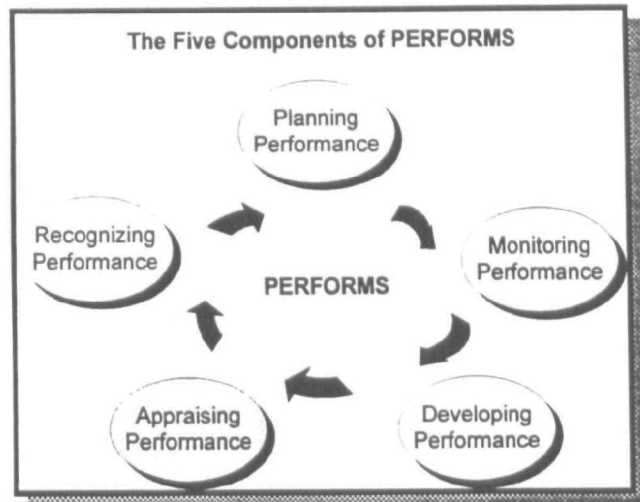 The Five Components of PERFORMS
Planning
Performance
Monitoring
Performance
Developing
Performance
Appraising
Performance
Recognizing
Performance
PERFORMS